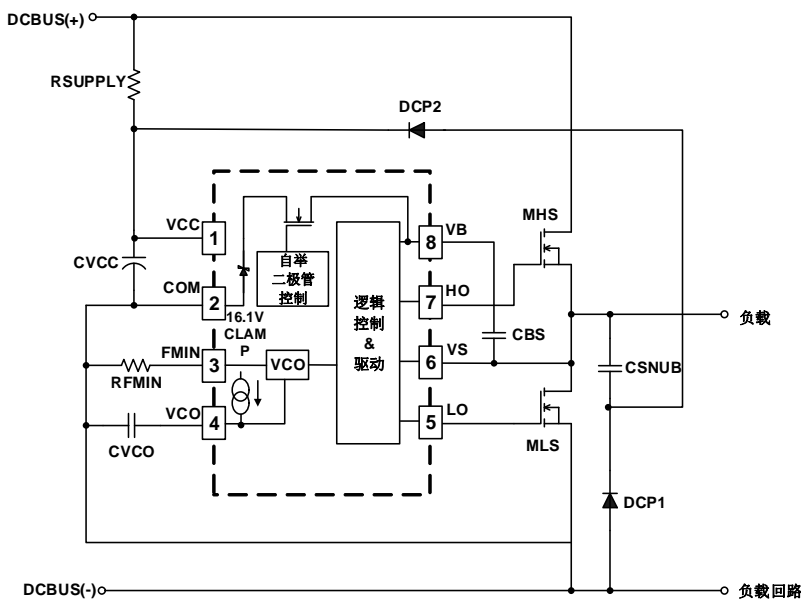 DCBUS(+)
RSUPPLY
DCP2
MHS
VCC
1
CVCC
COM
2
自举
二极管
控制
16.1V
CLAM
P
FMIN
3
RFMIN
VCO
VCO
4
CVCO
逻辑
控制
&
驱动
8
VB
7
HO
CBS
6
VS
5
LO
MLS
负载
CSNUB
DCP1
DCBUS(-)
负载回路